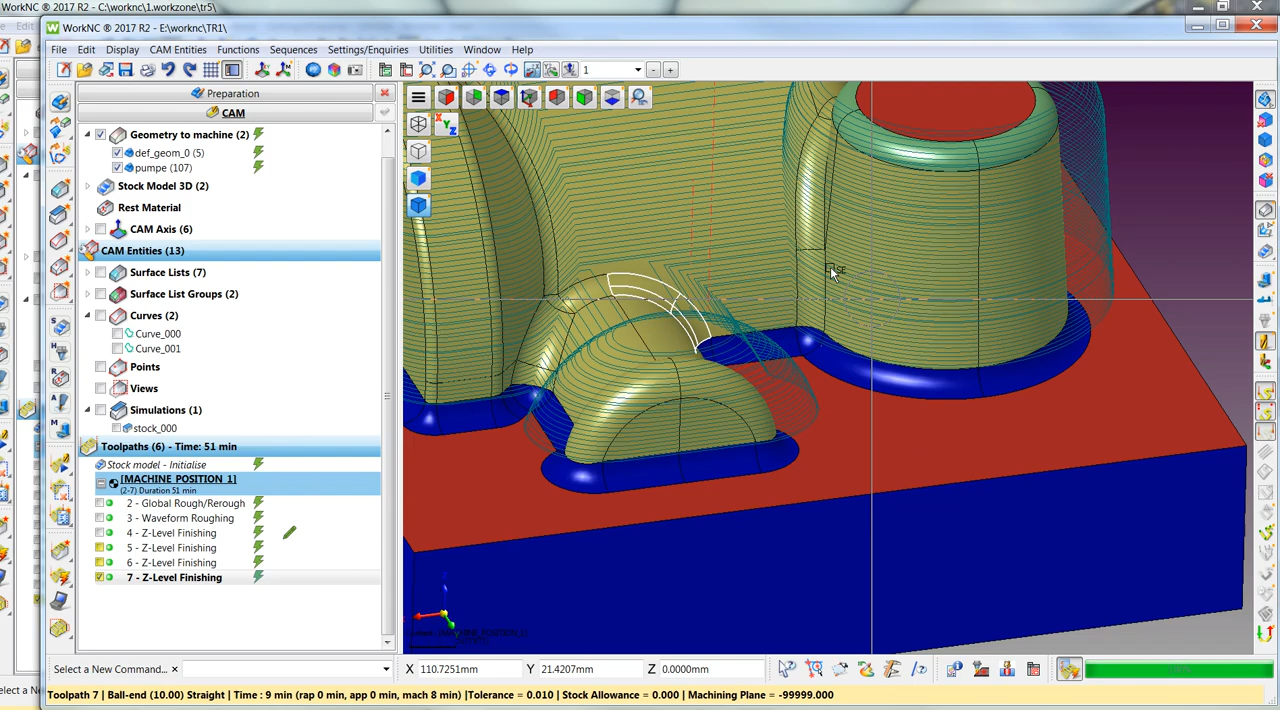 WorkNC ® 2017 R2 - C:\worknc\1.workzone\tr5\
WorkNC ® 2017 R2 - E:\worknc\TR1\
File Edit Display CAM Entities Functions Sequences Settings/Enquiries Utilities Window Help
1
Preparation
CAM
Geometry to machine (2)
def_geom_0 (5)
pumpe (107)
Stock Model 3D (2)
Rest Material
CAM Axis (6)
CAM Entities (13)
Surface Lists (7)
Surface List Groups (2)
Curves (2)
Curve_000
Curve_001
Points
Views
Simulations (1)
stock_000
Toolpaths (6) - Time: 51 min
Stock model - Initialise
[MACHINE_POSITION_1]
(2-7) Duration 51 min
2 - Global Rough/Rerough
3 - Waveform Roughing
4 - Z-Level Finishing
5 - Z-Level Finishing
6 - Z-Level Finishing
7 - Z-Level Finishing
X Y Z
SE
[MACHINE_POSITION_1]
Select a New Command... × X 110.7251mm Y 21.4207mm Z 0.0000mm
Toolpath 7 | Ball-end (10.00) Straight | Time : 9 min (rap 0 min, app 0 min, mach 8 min) |Tolerance = 0.010 | Stock Allowance = 0.000 | Machining Plane = -99999.000